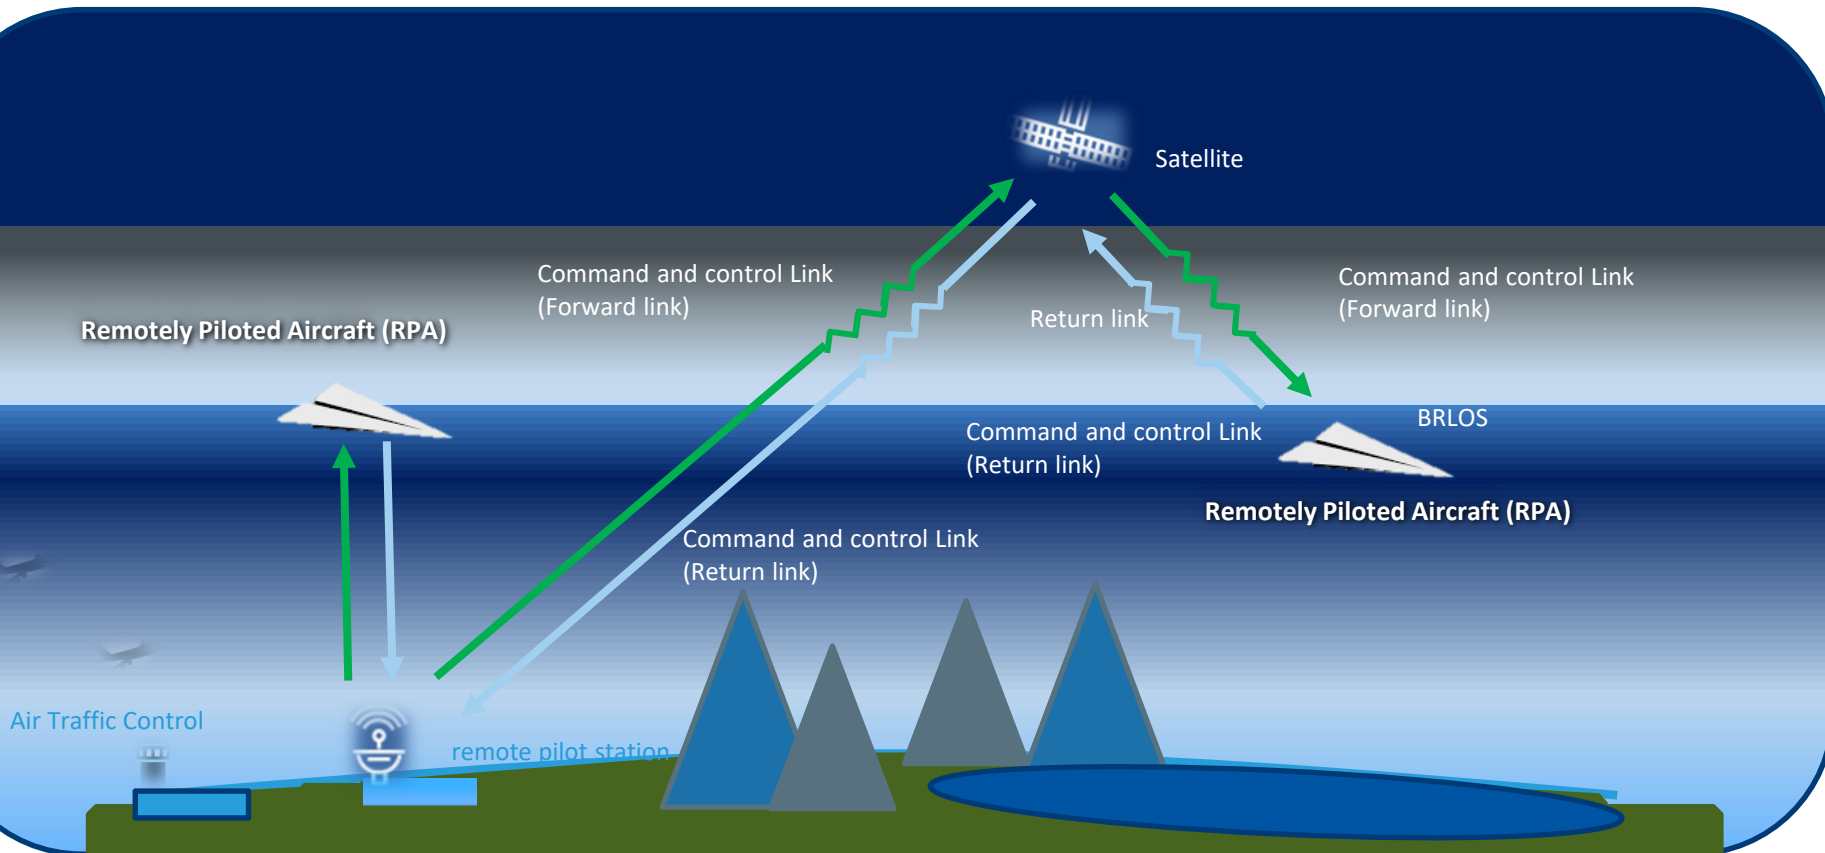 Satellite
Command and control Link
(Forward link)
Command and control Link
(Forward link)
Return link
Remotely Piloted Aircraft (RPA)
BRLOS
Command and control Link
(Return link)
Remotely Piloted Aircraft (RPA)
Command and control Link
(Return link)
Air Traffic Control
remote pilot station